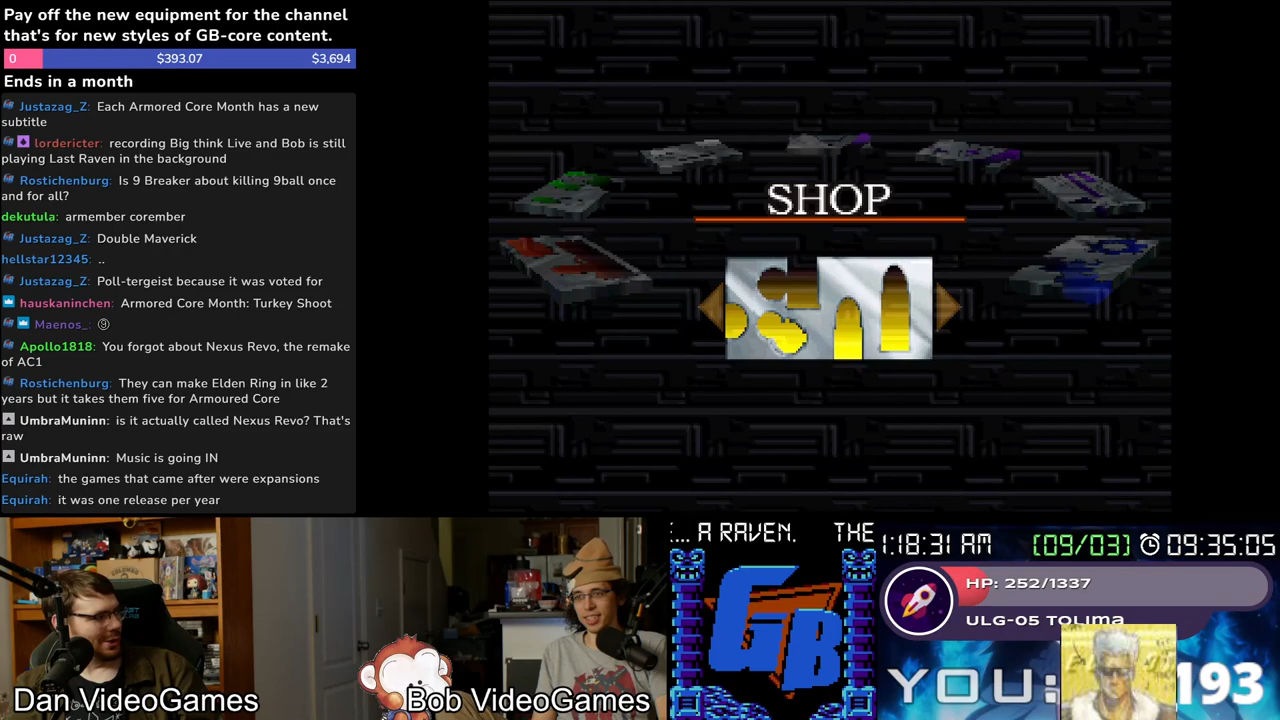 Pay off the new equipment for the channel
that's for new styles of GB-core content.
0 $393.07 $3,694
Ends in a month
Justazag_Z: Each Armored Core Month has a new
subtitle
lordericter: recording Big think Live and Bob is still
playing Last Raven in the background
Rostichenburg: Is 9 Breaker about killing 9ball once
and for all?
dekutula: armember corember
Justazag_Z: Double Maverick
hellstar12345: ..
Justazag_Z: Poll-tergeist because it was voted for
hauskaninchen: Armored Core Month: Turkey Shoot
Maenos_: ⑨
Apollo1818: You forgot about Nexus Revo, the remake
of AC1
Rostichenburg: They can make Elden Ring in like 2
years but it takes them five for Armoured Core
UmbraMuninn: is it actually called Nexus Revo? That's
raw
UmbraMuninn: Music is going IN
Equirah: the games that came after were expansions
Equirah: it was one release per year
SHOP
Dan VideoGames
Bob VideoGames
... A RAVEN. THE
GB
1:18:31 AM [09/03] 09:35:05
HP: 252/1337
ULG-05 TOLIMA
YOU: 193